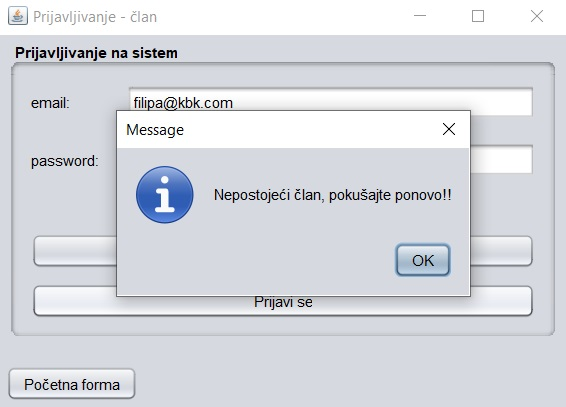 Prijavljivanje - član
Prijavljivanje na sistem
email:
filipa@kbk.com
Message
password:
Nepostojeći član, pokušajte ponovo!!
OK
Prijavi se
Početna forma